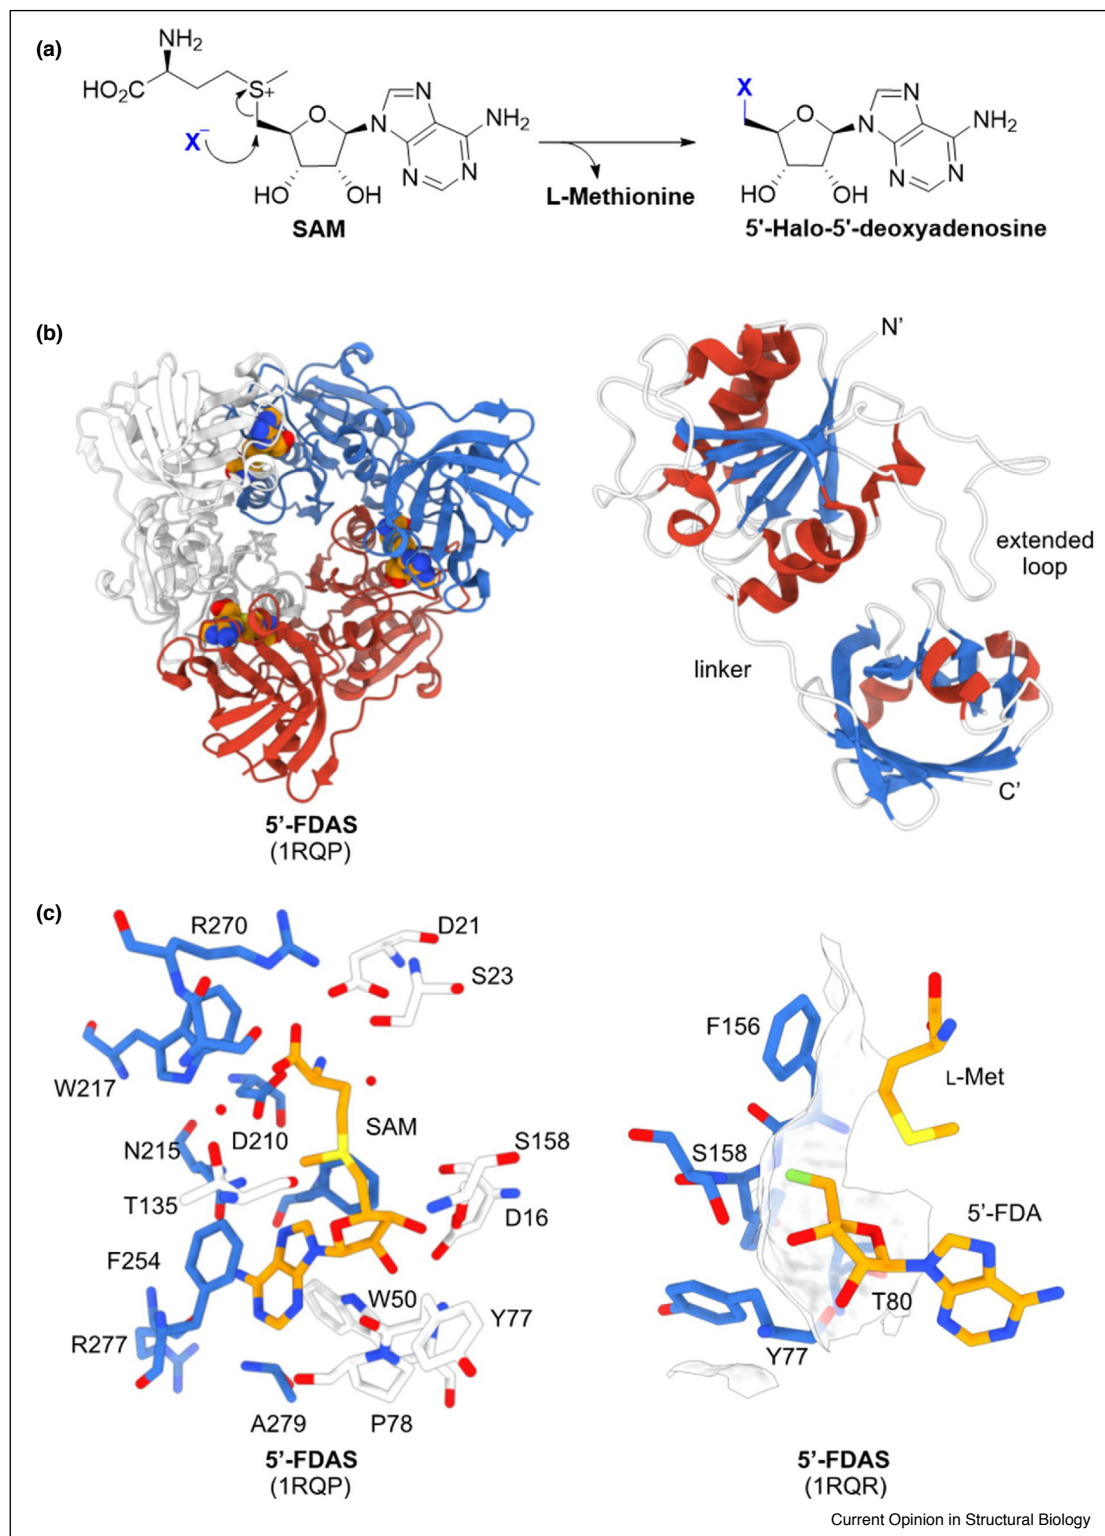 (a)
NH2
HO2C
S+
X−
O
N
N
N
N
NH2
HO
OH
SAM
L-Methionine
X
O
N
N
N
N
NH2
HO
OH
5'-Halo-5'-deoxyadenosine
(b)
N'
extended
loop
linker
C'
5'-FDAS
(1RQP)
(c)
R270
D21
S23
W217
D210
SAM
N215
S158
T135
D16
F254
W50
Y77
R277
A279
P78
5'-FDAS
(1RQP)
F156
L-Met
S158
5'-FDA
T80
Y77
5'-FDAS
(1RQR)
Current Opinion in Structural Biology